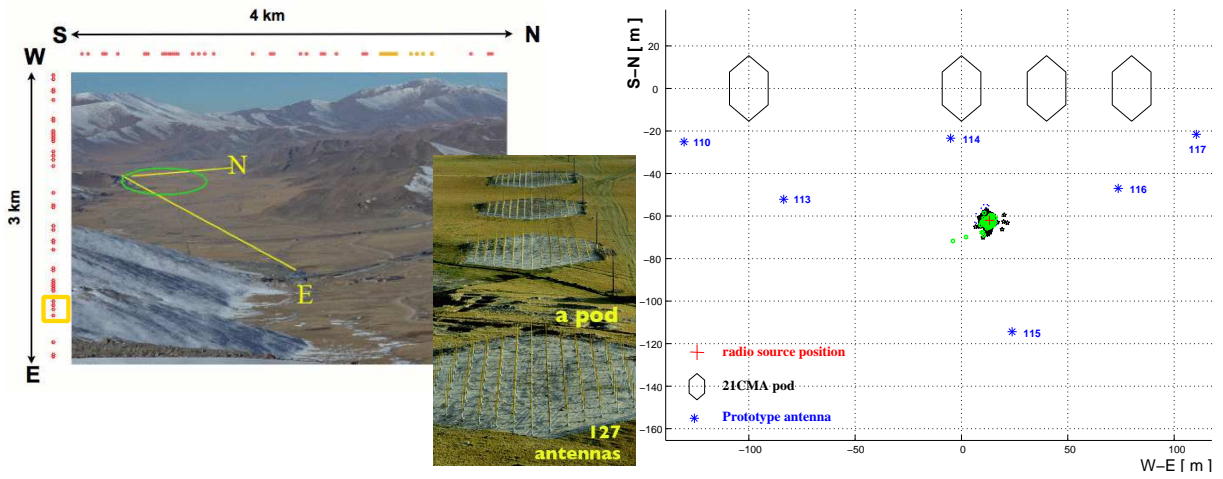 4 km
S
N
W
3 km
E
N
E
a pod
127
antennas
S−N [ m ]
20
0
−20
−40
−60
−80
−100
−120
−140
−160
110
114
117
113
116
115
radio source position
21CMA pod
Prototype antenna
−100
−50
0
50
100
W−E [ m ]